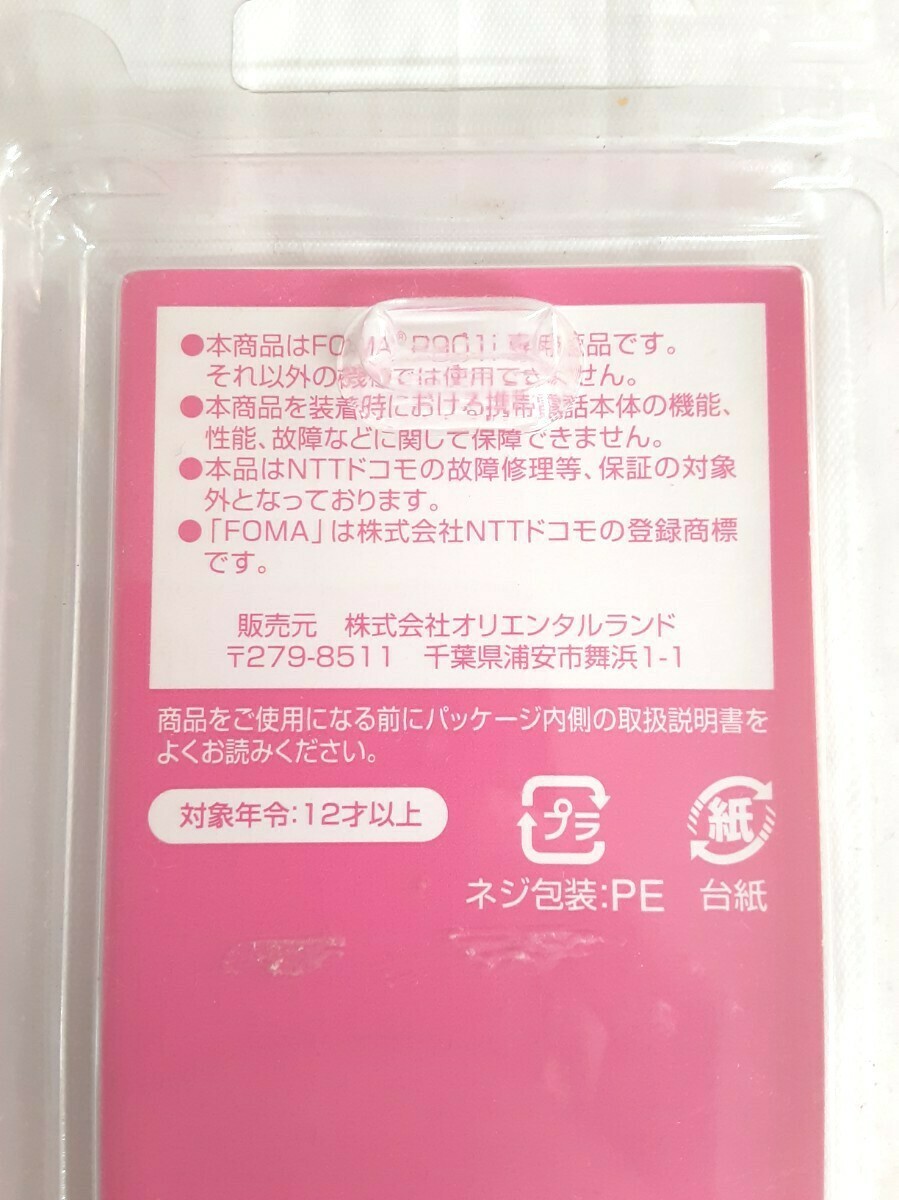 ●本商品はFOMA® P901i 専用商品です。
それ以外の機種では使用できません。
●本商品を装着時における携帯電話本体の機能、
性能、故障などに関して保障できません。
●本品はNTTドコモの故障修理等、保証の対象
外となっております。
●「FOMA」は株式会社NTTドコモの登録商標
です。
販売元　株式会社オリエンタルランド
〒279-8511　千葉県浦安市舞浜1-1
商品をご使用になる前にパッケージ内側の取扱説明書を
よくお読みください。
対象年令：12才以上
プラ　紙
ネジ包装：PE　台紙